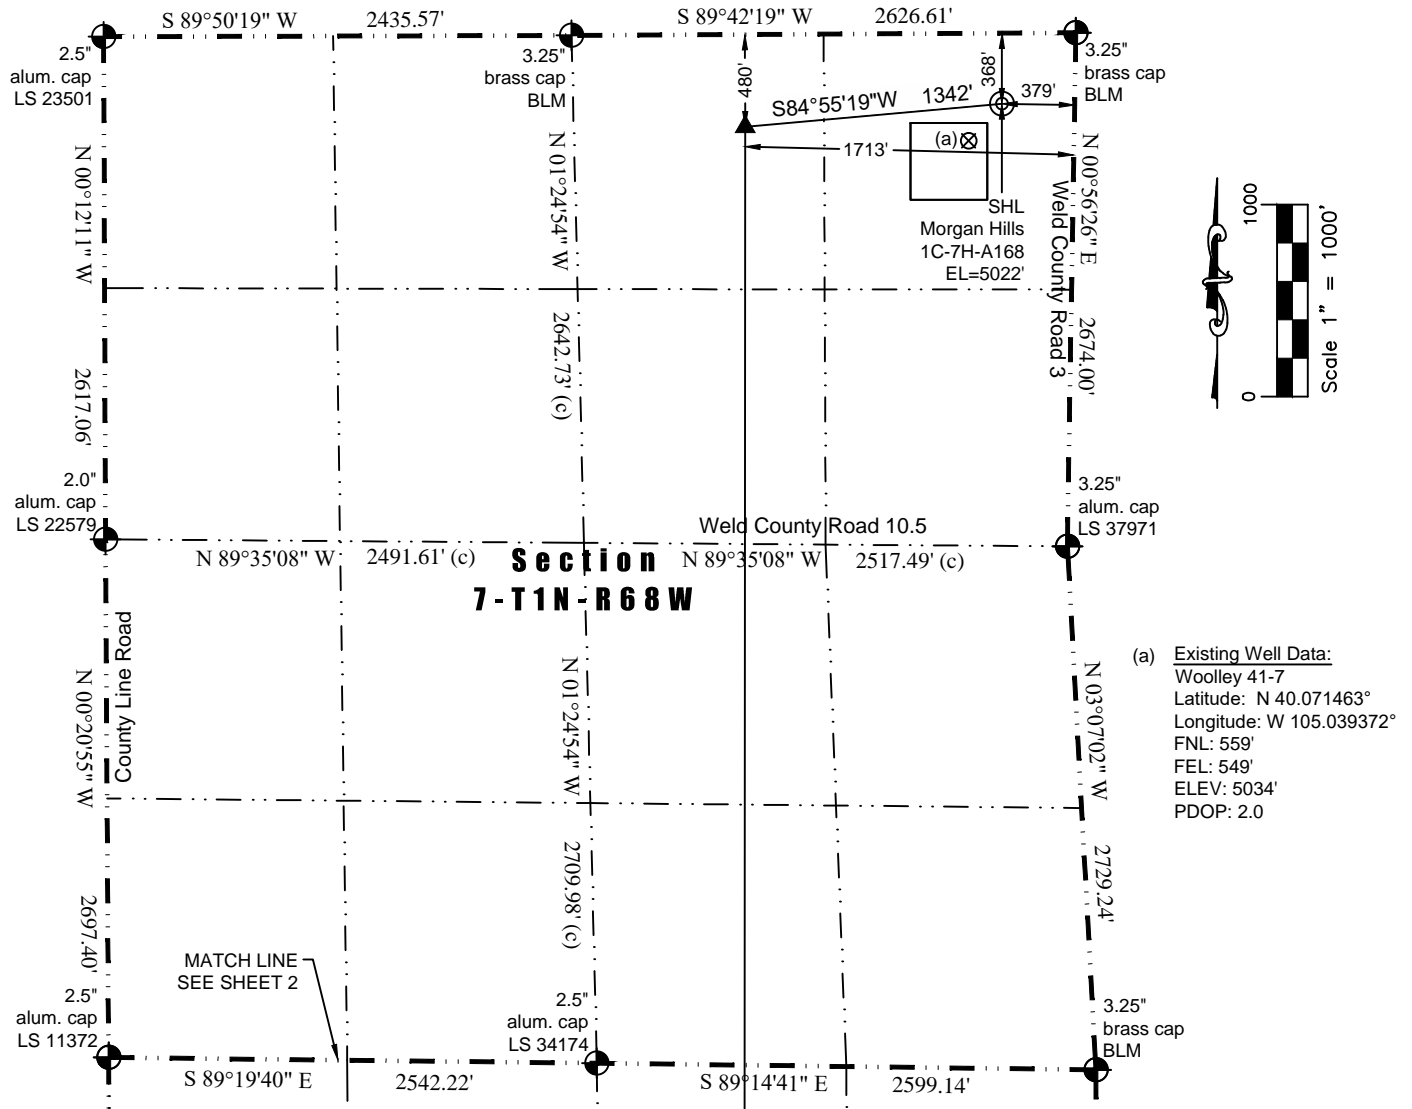 S 89°50'19" W
2435.57'
S 89°42'19" W
2626.61'
2.5"
alum. cap
LS 23501
3.25"
brass cap
BLM
3.25"
brass cap
BLM
480'
368'
379'
S84°55'19"W
1342'
(a)
1713'
SHL
Morgan Hills
1C-7H-A168
EL=5022'
N 00°12'11" W
2617.06'
N 01°24'54" W
2642.73' (c)
N 00°56'26" E
2674.00'
Weld County Road 3
1000
0
Scale 1" = 1000'
2.0"
alum. cap
LS 22579
3.25"
alum. cap
LS 37971
Weld County Road 10.5
N 89°35'08" W
2491.61' (c)
N 89°35'08" W
2517.49' (c)
Section
7-T1N-R68W
County Line Road
N 00°20'55" W
2697.40'
N 01°24'54" W
2709.98' (c)
N 03°07'02" W
2729.24'
(a) Existing Well Data:
Woolley 41-7
Latitude: N 40.071463°
Longitude: W 105.039372°
FNL: 559'
FEL: 549'
ELEV: 5034'
PDOP: 2.0
MATCH LINE
SEE SHEET 2
2.5"
alum. cap
LS 11372
2.5"
alum. cap
LS 34174
3.25"
brass cap
BLM
S 89°19'40" E
2542.22'
S 89°14'41" E
2599.14'